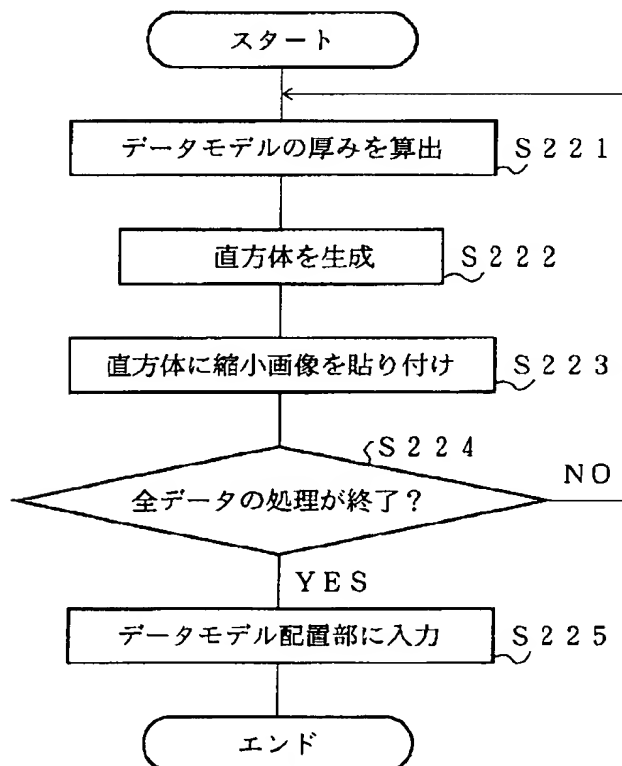 スタート
データモデルの厚みを算出 S221
直方体を生成 S222
直方体に縮小画像を貼り付け S223
S224
全データの処理が終了？ NO
YES
データモデル配置部に入力 S225
エンド